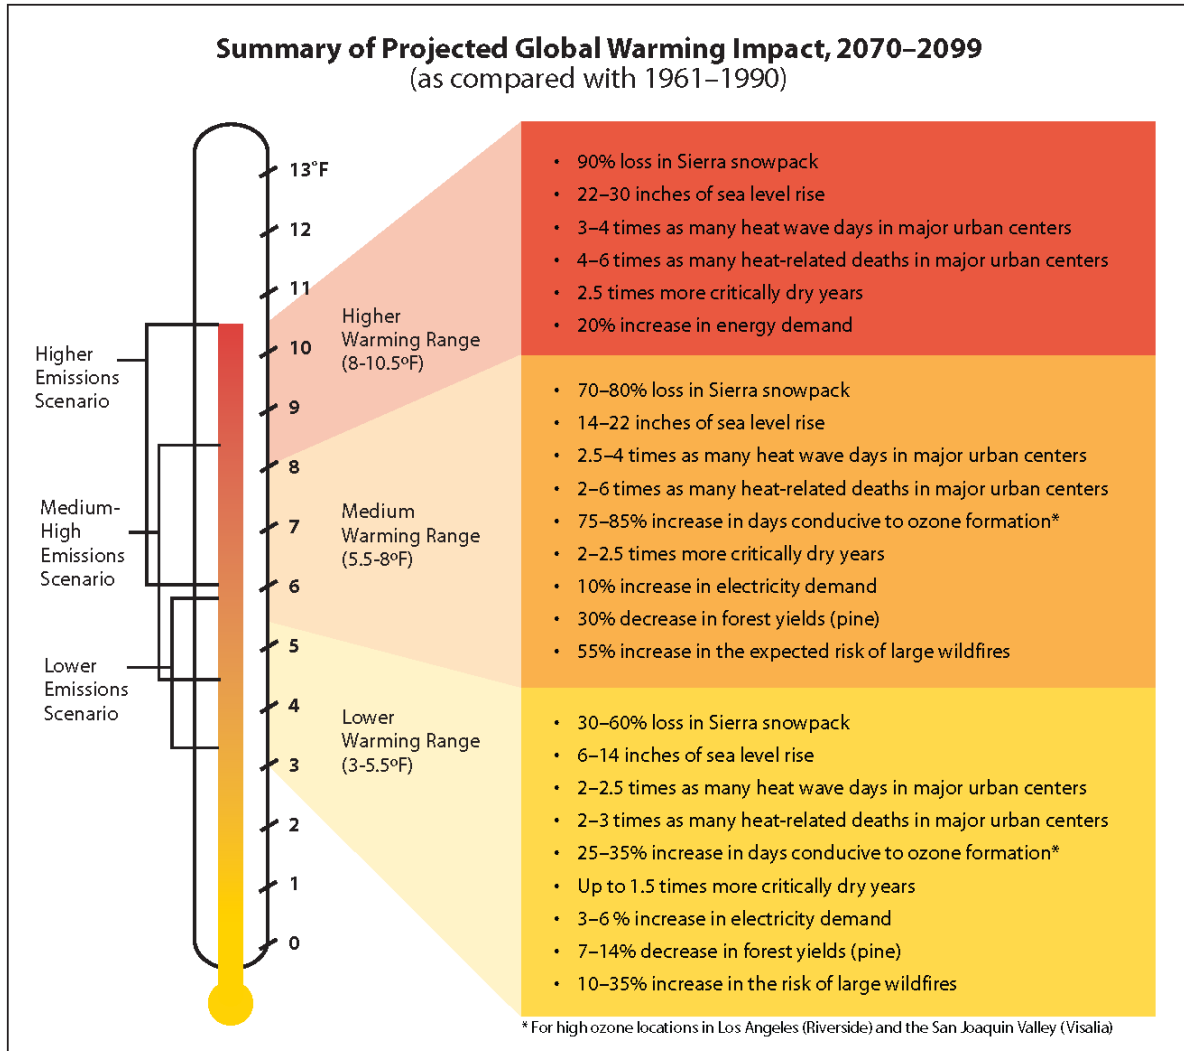 Summary of Projected Global Warming Impact, 2070–2099
(as compared with 1961–1990)
13˚F
12
11
10
9
8
7
6
5
4
3
2
1
0
Higher
Emissions
Scenario
Medium-
High
Emissions
Scenario
Lower
Emissions
Scenario
Higher
Warming Range
(8-10.5ºF)
Medium
Warming Range
(5.5-8ºF)
Lower
Warming Range
(3-5.5ºF)
• 90% loss in Sierra snowpack
• 22–30 inches of sea level rise
• 3–4 times as many heat wave days in major urban centers
• 4–6 times as many heat-related deaths in major urban centers
• 2.5 times more critically dry years
• 20% increase in energy demand
• 70–80% loss in Sierra snowpack
• 14–22 inches of sea level rise
• 2.5–4 times as many heat wave days in major urban centers
• 2–6 times as many heat-related deaths in major urban centers
• 75–85% increase in days conducive to ozone formation*
• 2–2.5 times more critically dry years
• 10% increase in electricity demand
• 30% decrease in forest yields (pine)
• 55% increase in the expected risk of large wildfires
• 30–60% loss in Sierra snowpack
• 6–14 inches of sea level rise
• 2–2.5 times as many heat wave days in major urban centers
• 2–3 times as many heat-related deaths in major urban centers
• 25–35% increase in days conducive to ozone formation*
• Up to 1.5 times more critically dry years
• 3–6 % increase in electricity demand
• 7–14% decrease in forest yields (pine)
• 10–35% increase in the risk of large wildfires
* For high ozone locations in Los Angeles (Riverside) and the San Joaquin Valley (Visalia)